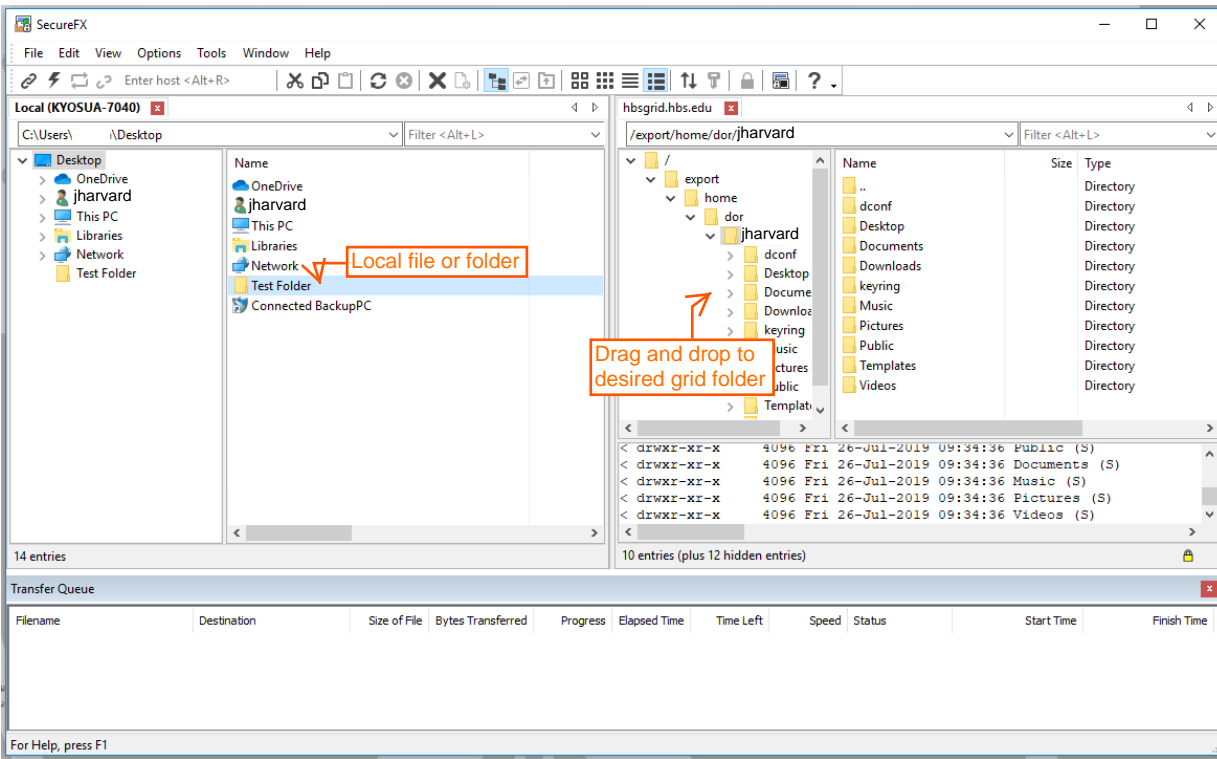 SecureFX
File Edit View Options Tools Window Help
Enter host <Alt+R>
Local (KYOSUA-7040)
C:\Users\ \Desktop
Filter <Alt+L>
Desktop
OneDrive
jharvard
This PC
Libraries
Network
Test Folder
Name
OneDrive
jharvard
This PC
Libraries
Network
Test Folder
Connected BackupPC
Local file or folder
14 entries
hbsgrid.hbs.edu
/export/home/dor/jharvard
Filter <Alt+L>
/
export
home
dor
jharvard
dconf
Desktop
Docume
Downloa
keyring
usic
ctures
ublic
Templat
Drag and drop to
desired grid folder
Name Size Type
.. Directory
dconf Directory
Desktop Directory
Documents Directory
Downloads Directory
keyring Directory
Music Directory
Pictures Directory
Public Directory
Templates Directory
Videos Directory
< drwxr-xr-x 4096 Fri 26-Jul-2019 09:34:36 Public (S)
< drwxr-xr-x 4096 Fri 26-Jul-2019 09:34:36 Documents (S)
< drwxr-xr-x 4096 Fri 26-Jul-2019 09:34:36 Music (S)
< drwxr-xr-x 4096 Fri 26-Jul-2019 09:34:36 Pictures (S)
< drwxr-xr-x 4096 Fri 26-Jul-2019 09:34:36 Videos (S)
10 entries (plus 12 hidden entries)
Transfer Queue
Filename Destination Size of File Bytes Transferred Progress Elapsed Time Time Left Speed Status Start Time Finish Time
For Help, press F1